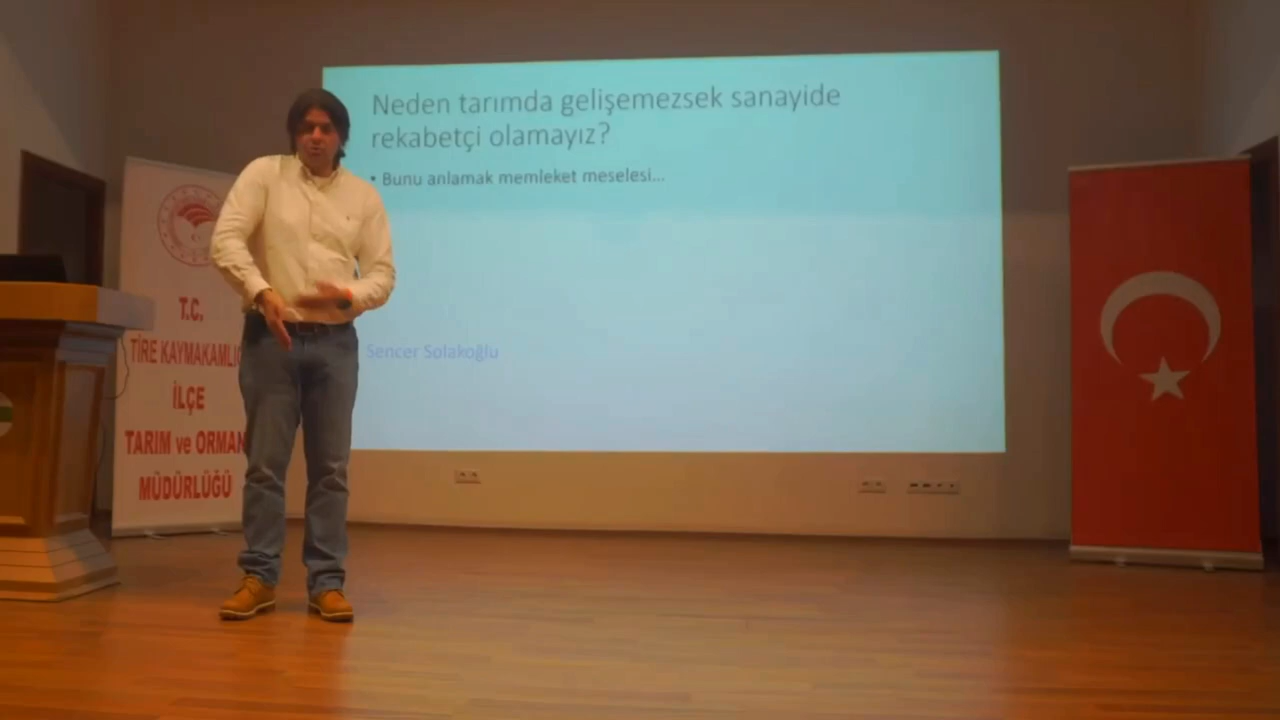 Neden tarımda gelişemezsek sanayide
rekabetçi olamayız?
• Bunu anlamak memleket meselesi...
Sencer Solakoğlu
T.C.
TİRE KAYMAKAMLIĞ
İLÇE
TARIM ve ORMAN
MÜDÜRLÜĞÜ